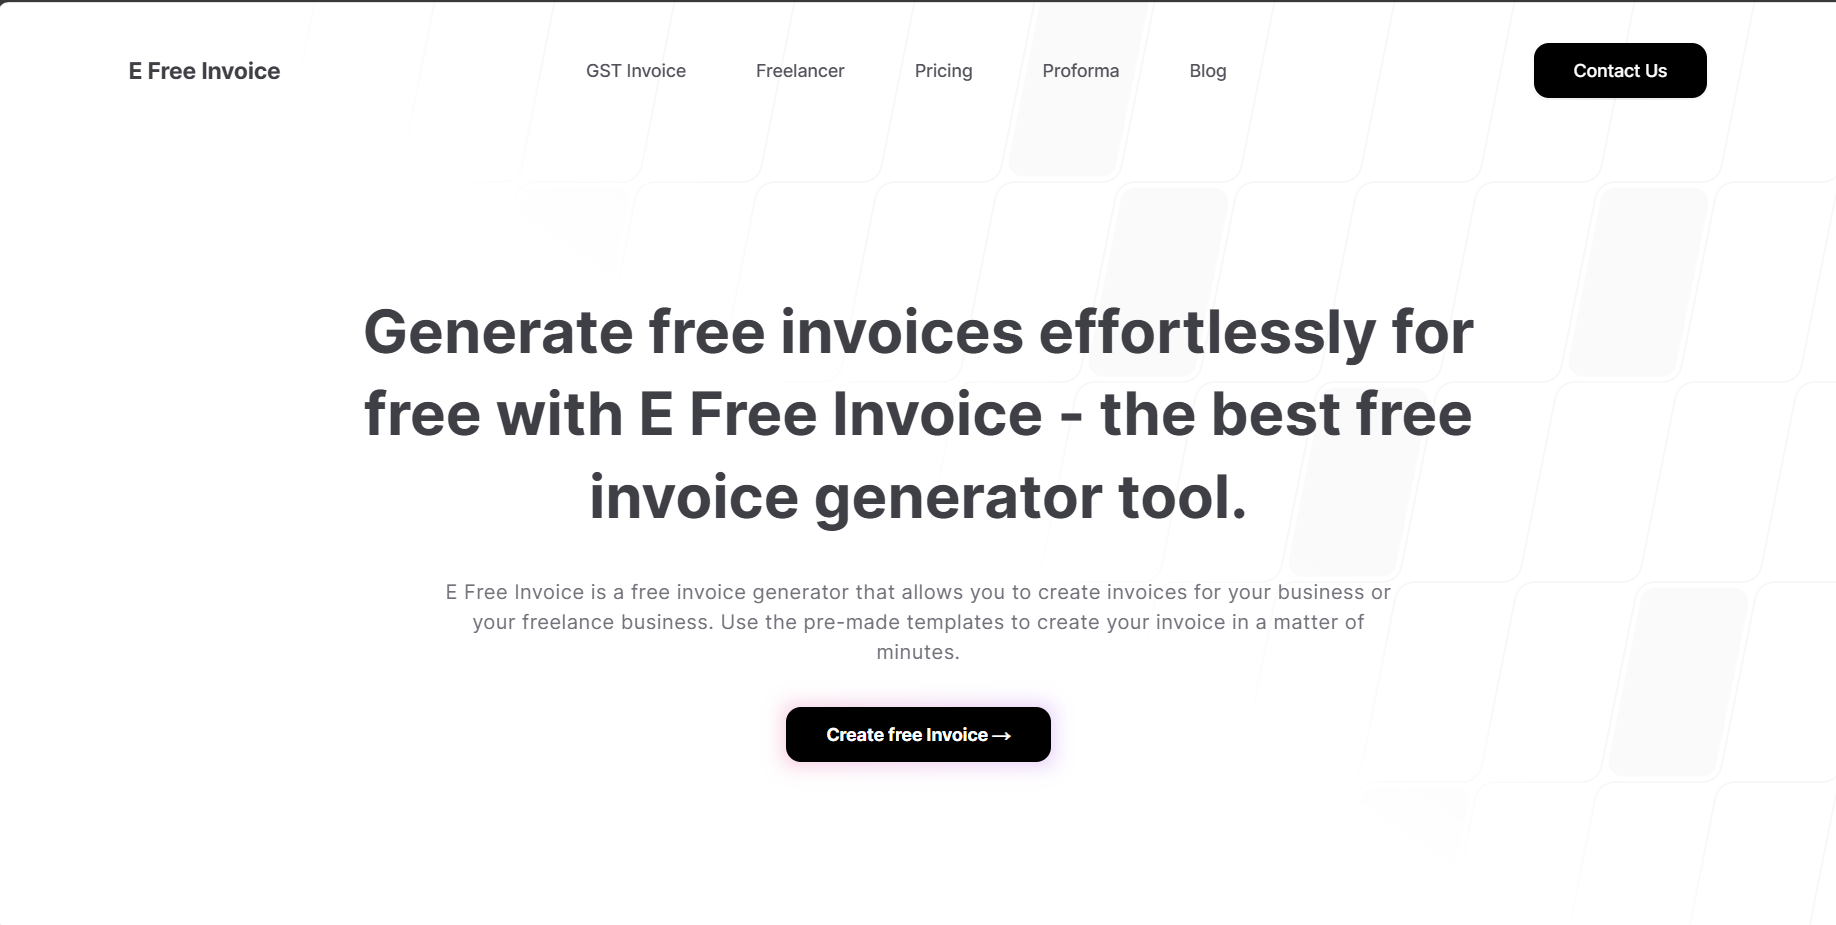 E Free Invoice
GST Invoice
Freelancer
Pricing
Proforma
Blog
Contact Us
Generate free invoices effortlessly for
free with E Free Invoice - the best free
invoice generator tool.
E Free Invoice is a free invoice generator that allows you to create invoices for your business or
your freelance business. Use the pre-made templates to create your invoice in a matter of
minutes.
Create free Invoice →